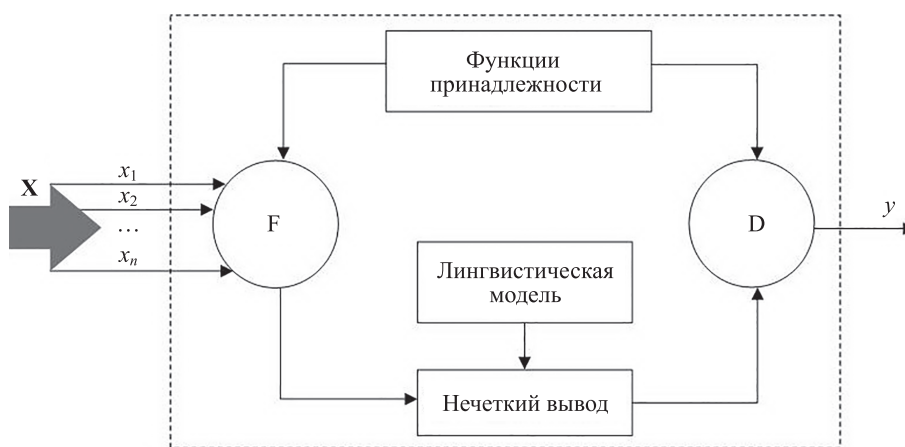 Функции
принадлежности
X
x1
x2
...
xn
F
D
y
Лингвистическая
модель
Нечеткий вывод